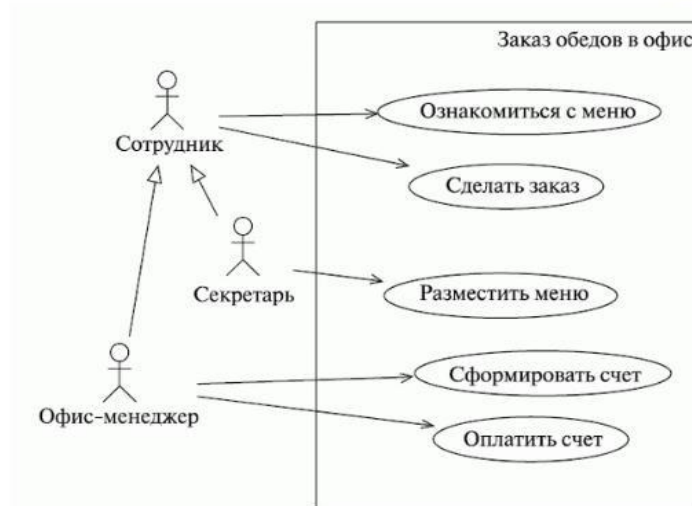 Заказ обедов в офис
Ознакомиться с меню
Сотрудник
Сделать заказ
Секретарь
Разместить меню
Сформировать счет
Офис-менеджер
Оплатить счет